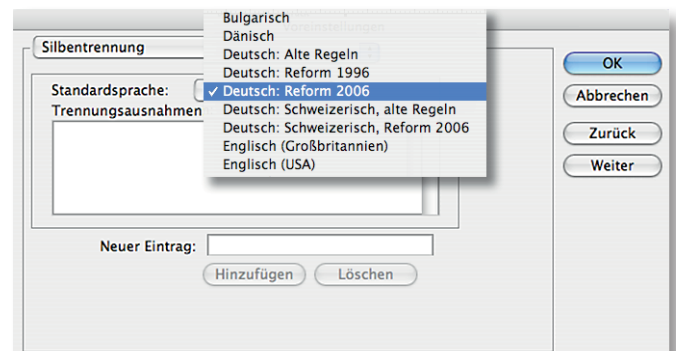 Bulgarisch
Voreinstellungen
Dänisch
Silbentrennung
Deutsch: Alte Regeln
Deutsch: Reform 1996
OK
Standardsprache:
✓ Deutsch: Reform 2006
Abbrechen
Trennungsausnahmen
Deutsch: Schweizerisch, alte Regeln
Deutsch: Schweizerisch, Reform 2006
Zurück
Englisch (Großbritannien)
Englisch (USA)
Weiter
Neuer Eintrag:
Hinzufügen
Löschen